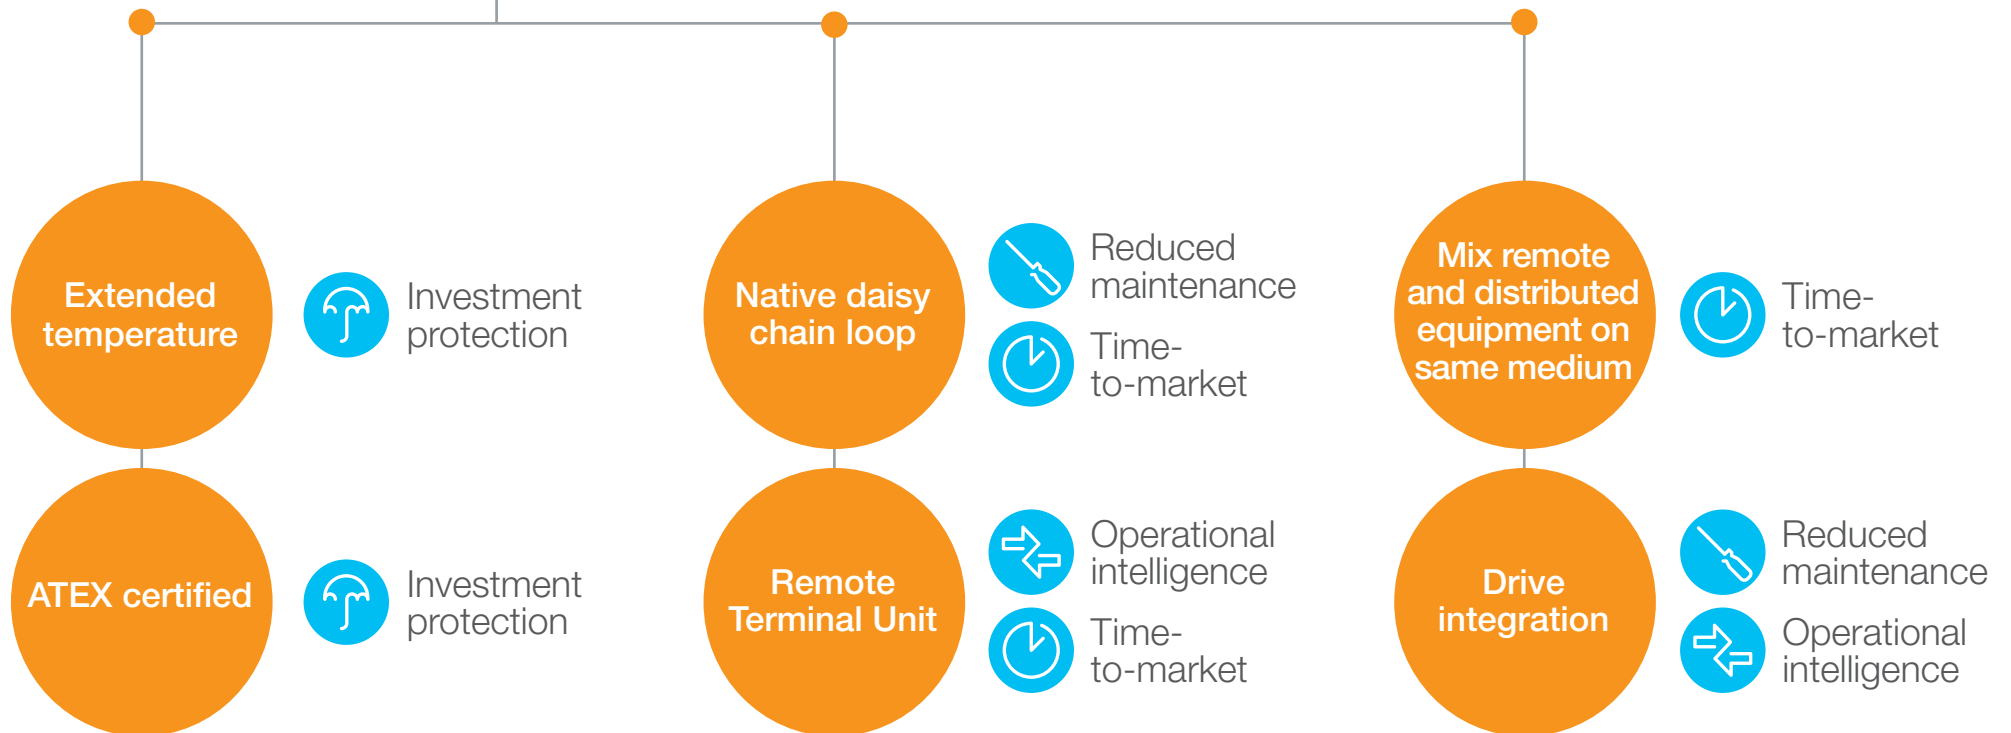 Extended
temperature
Investment
protection
Native daisy
chain loop
Reduced
maintenance
Time-
to-market
Mix remote
and distributed
equipment on
same medium
Time-
to-market
ATEX certified
Investment
protection
Remote
Terminal Unit
Operational
intelligence
Time-
to-market
Drive
integration
Reduced
maintenance
Operational
intelligence